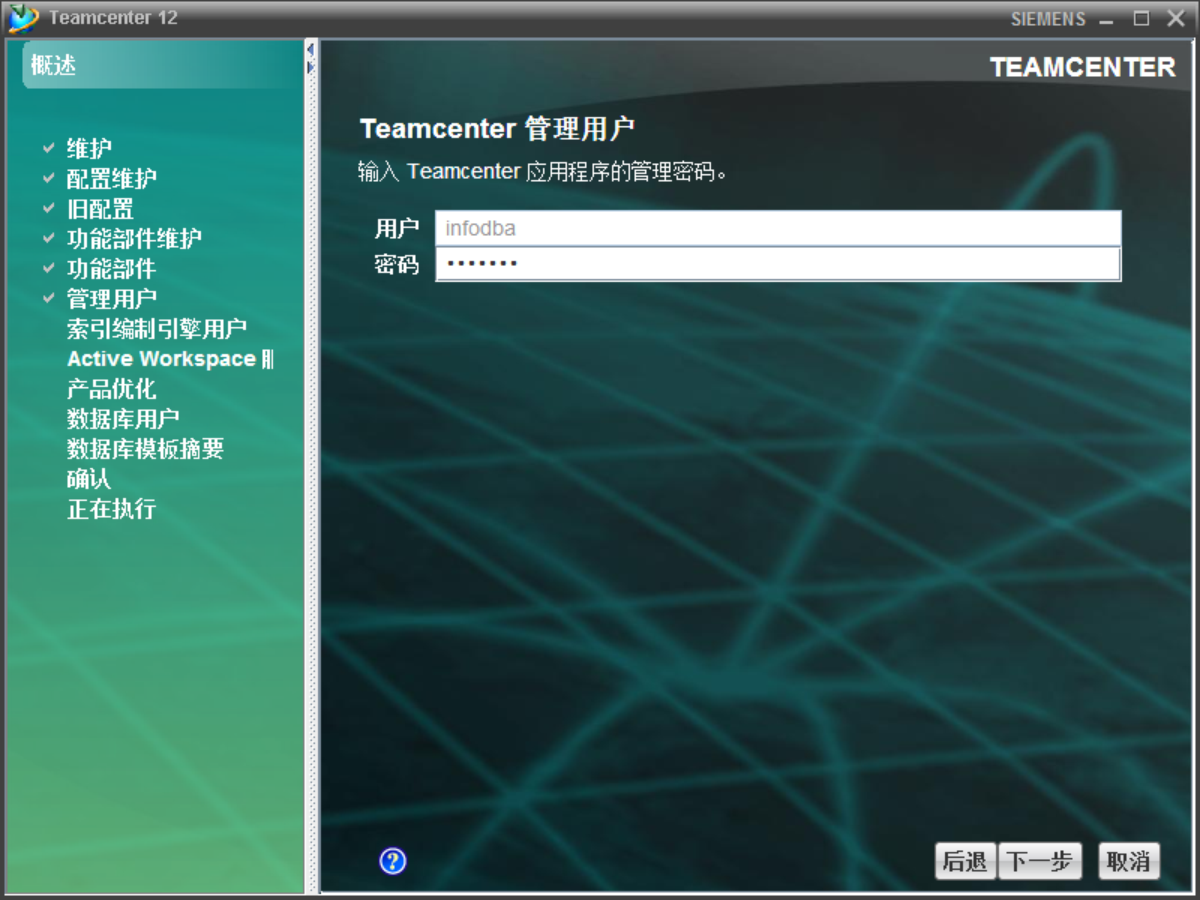 Teamcenter 12
SIEMENS
概述
TEAMCENTER
维护
配置维护
旧配置
功能部件维护
功能部件
管理用户
索引编制引擎用户
Active Workspace
产品优化
数据库用户
数据库模板摘要
确认
正在执行
Teamcenter 管理用户
输入 Teamcenter 应用程序的管理密码。
用户 infodba
密码 •••••••
?
后退 下一步 取消